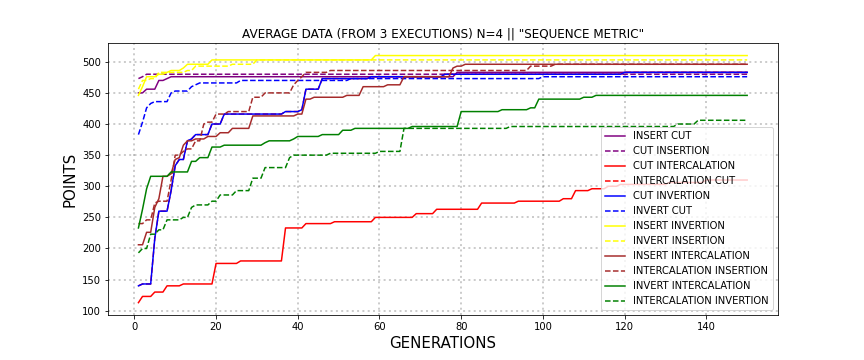 AVERAGE DATA (FROM 3 EXECUTIONS) N=4 || "SEQUENCE METRIC"
POINTS
500
450
400
350
300
250
200
150
100
INSERT CUT
CUT INSERTION
CUT INTERCALATION
INTERCALATION CUT
CUT INVERTION
INVERT CUT
INSERT INVERTION
INVERT INSERTION
INSERT INTERCALATION
INTERCALATION INSERTION
INVERT INTERCALATION
INTERCALATION INVERTION
0 20 40 60 80 100 120 140
GENERATIONS